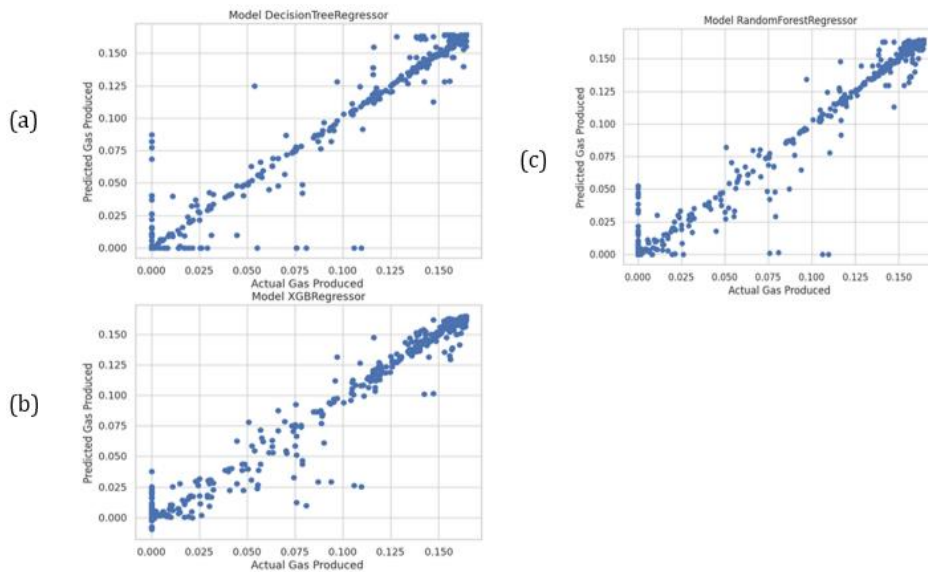 (a)
Model DecisionTreeRegressor
Predicted Gas Produced
0.150
0.125
0.100
0.075
0.050
0.025
0.000
0.000 0.025 0.050 0.075 0.100 0.125 0.150
Actual Gas Produced
(b)
Model XGBRegressor
Predicted Gas Produced
0.150
0.125
0.100
0.075
0.050
0.025
0.000
0.000 0.025 0.050 0.075 0.100 0.125 0.150
Actual Gas Produced
(c)
Model RandomForestRegressor
Predicted Gas Produced
0.150
0.125
0.100
0.075
0.050
0.025
0.000
0.000 0.025 0.050 0.075 0.100 0.125 0.150
Actual Gas Produced